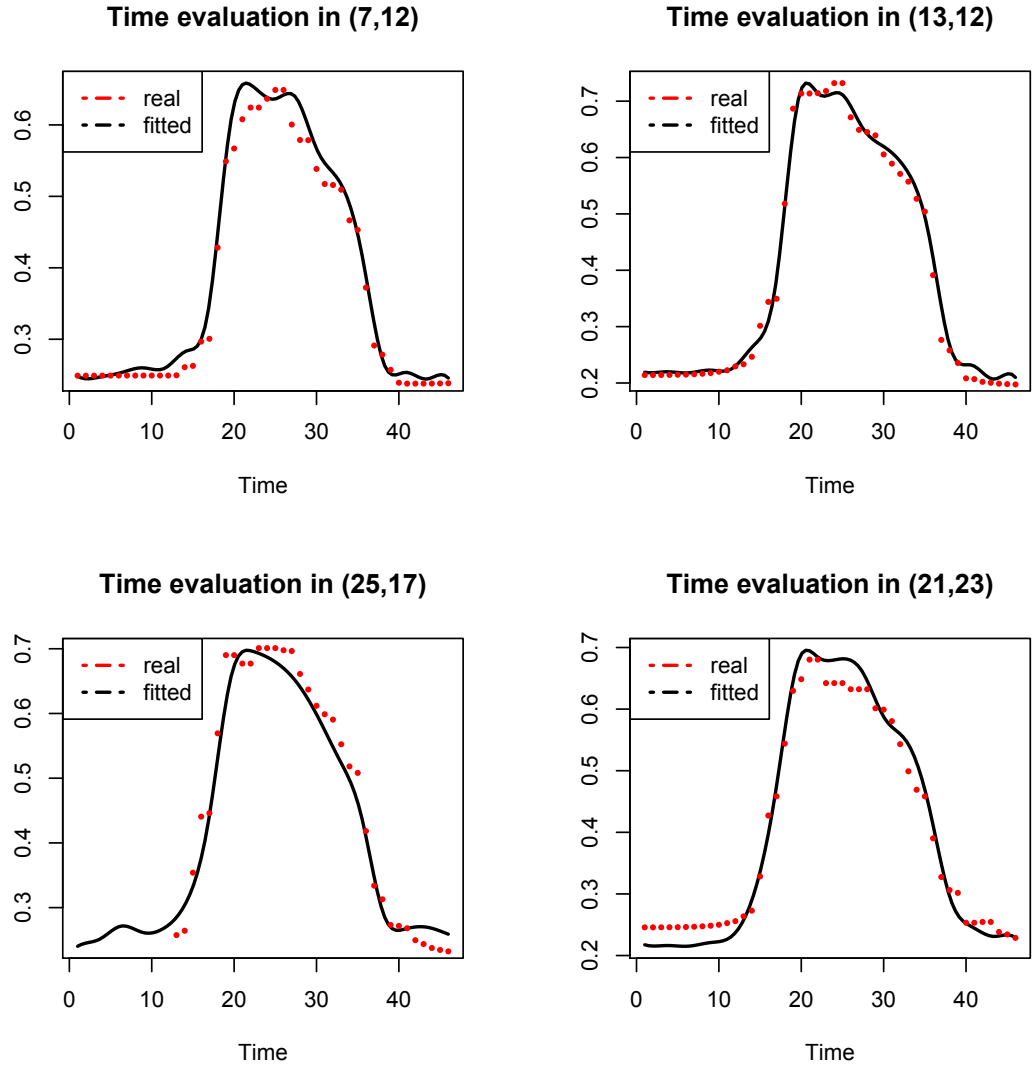 Time evaluation in (7,12)
real
fitted
0.6
0.5
0.4
0.3
0 10 20 30 40
Time
Time evaluation in (13,12)
real
fitted
0.7
0.6
0.5
0.4
0.3
0.2
0 10 20 30 40
Time
Time evaluation in (25,17)
real
fitted
0.7
0.6
0.5
0.4
0.3
0 10 20 30 40
Time
Time evaluation in (21,23)
real
fitted
0.7
0.6
0.5
0.4
0.3
0.2
0 10 20 30 40
Time